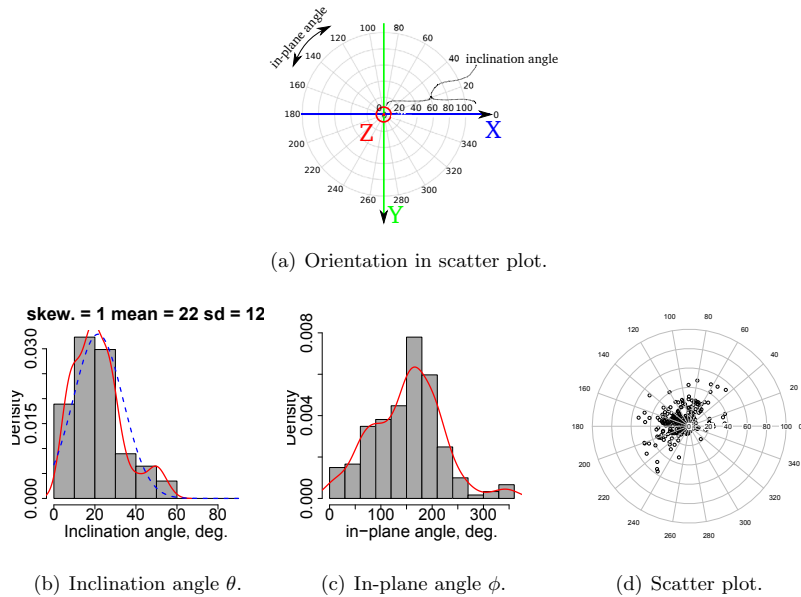 in-plane angle
100 80
120 60
140 40
160 20
180 0
200 340
220 320
240 300
260 280
inclination angle
0 20 40 60 80 100
X
Y
Z
(a) Orientation in scatter plot.
skew. = 1 mean = 22 sd = 12
Density
0.000 0.015 0.030
0 20 40 60 80
Inclination angle, deg.
(b) Inclination angle θ.
Density
0.000 0.004 0.008
0 100 200 300
in−plane angle, deg.
(c) In-plane angle ϕ.
100 80
120 60
140 40
160 20
180 0 20 40 60 80 0
200 340
220 320
240 300
260 280
(d) Scatter plot.